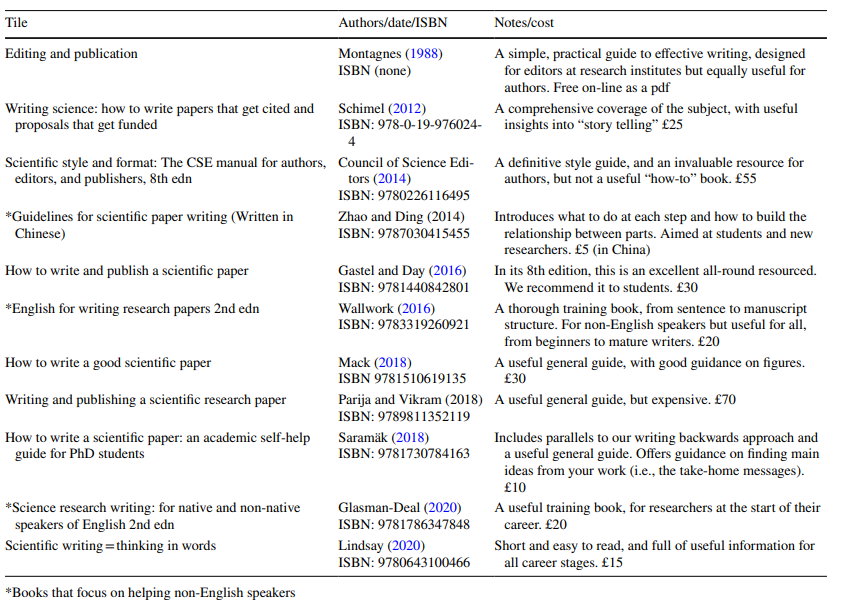 Tile Authors/date/ISBN Notes/cost
Editing and publication Montagnes (1988) A simple, practical guide to effective writing, designed
ISBN (none) for editors at research institutes but equally useful for
authors. Free on-line as a pdf
Writing science: how to write papers that get cited and Schimel (2012) A comprehensive coverage of the subject, with useful
proposals that get funded ISBN: 978-0-19-976024- insights into “story telling” £25
4
Scientific style and format: The CSE manual for authors, Council of Science Edi- A definitive style guide, and an invaluable resource for
editors, and publishers, 8th edn tors (2014) authors, but not a useful “how-to” book. £55
ISBN: 9780226116495
*Guidelines for scientific paper writing (Written in Zhao and Ding (2014) Introduces what to do at each step and how to build the
Chinese) ISBN: 9787030415455 relationship between parts. Aimed at students and new
researchers. £5 (in China)
How to write and publish a scientific paper Gastel and Day (2016) In its 8th edition, this is an excellent all-round resourced.
ISBN: 9781440842801 We recommend it to students. £30
*English for writing research papers 2nd edn Wallwork (2016) A thorough training book, from sentence to manuscript
ISBN: 9783319260921 structure. For non-English speakers but useful for all,
from beginners to mature writers. £20
How to write a good scientific paper Mack (2018) A useful general guide, with good guidance on figures.
ISBN 9781510619135 £30
Writing and publishing a scientific research paper Parija and Vikram (2018) A useful general guide, but expensive. £70
ISBN: 9789811352119
How to write a scientific paper: an academic self-help Saramäk (2018) Includes parallels to our writing backwards approach and
guide for PhD students ISBN: 9781730784163 a useful general guide. Offers guidance on finding main
ideas from your work (i.e., the take-home messages).
£10
*Science research writing: for native and non-native Glasman-Deal (2020) A useful training book, for researchers at the start of their
speakers of English 2nd edn ISBN: 9781786347848 career. £20
Scientific writing = thinking in words Lindsay (2020) Short and easy to read, and full of useful information for
ISBN: 9780643100466 all career stages. £15
*Books that focus on helping non-English speakers